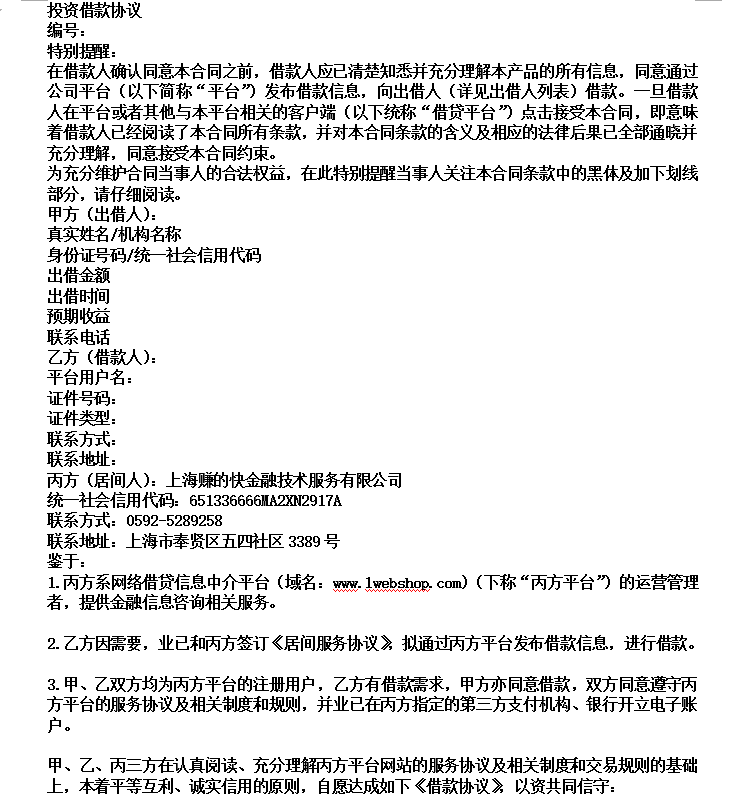 投资借款协议
编号：
特别提醒：
在借款人确认同意本合同之前，借款人应已清楚知悉并充分理解本产品的所有信息，同意通过
公司平台（以下简称“平台”）发布借款信息，向出借人（详见出借人列表）借款。一旦借款
人在平台或者其他与本平台相关的客户端（以下统称“借贷平台”）点击接受本合同，即意味
着借款人已经阅读了本合同所有条款，并对本合同条款的含义及相应的法律后果已全部通晓并
充分理解，同意接受本合同约束。
为充分维护合同当事人的合法权益，在此特别提醒当事人关注本合同条款中的黑体及加下划线
部分，请仔细阅读。
甲方（出借人）：
真实姓名/机构名称
身份证号码/统一社会信用代码
出借金额
出借时间
预期收益
联系电话
乙方（借款人）：
平台用户名：
证件号码：
证件类型：
联系方式：
联系地址：
丙方（居间人）：上海赚的快金融技术服务有限公司
统一社会信用代码：651336666MA2XN2917A
联系方式：0592-5289258
联系地址：上海市奉贤区五四社区 3389 号
鉴于：
1.丙方系网络借贷信息中介平台（域名：www.1webshop.com)（下称“丙方平台”）的运营管理
者，提供金融信息咨询相关服务。
2.乙方因需要，业已和丙方签订《居间服务协议》，拟通过丙方平台发布借款信息，进行借款。
3.甲、乙双方均为丙方平台的注册用户，乙方有借款需求，甲方亦同意借款，双方同意遵守丙
方平台的服务协议及相关制度和规则，并业已在丙方指定的第三方支付机构、银行开立电子账
户。
甲、乙、丙三方在认真阅读、充分理解丙方平台网站的服务协议及相关制度和交易规则的基础
上，本着平等互利、诚实信用的原则，自愿达成如下《借款协议》，以资共同信守：